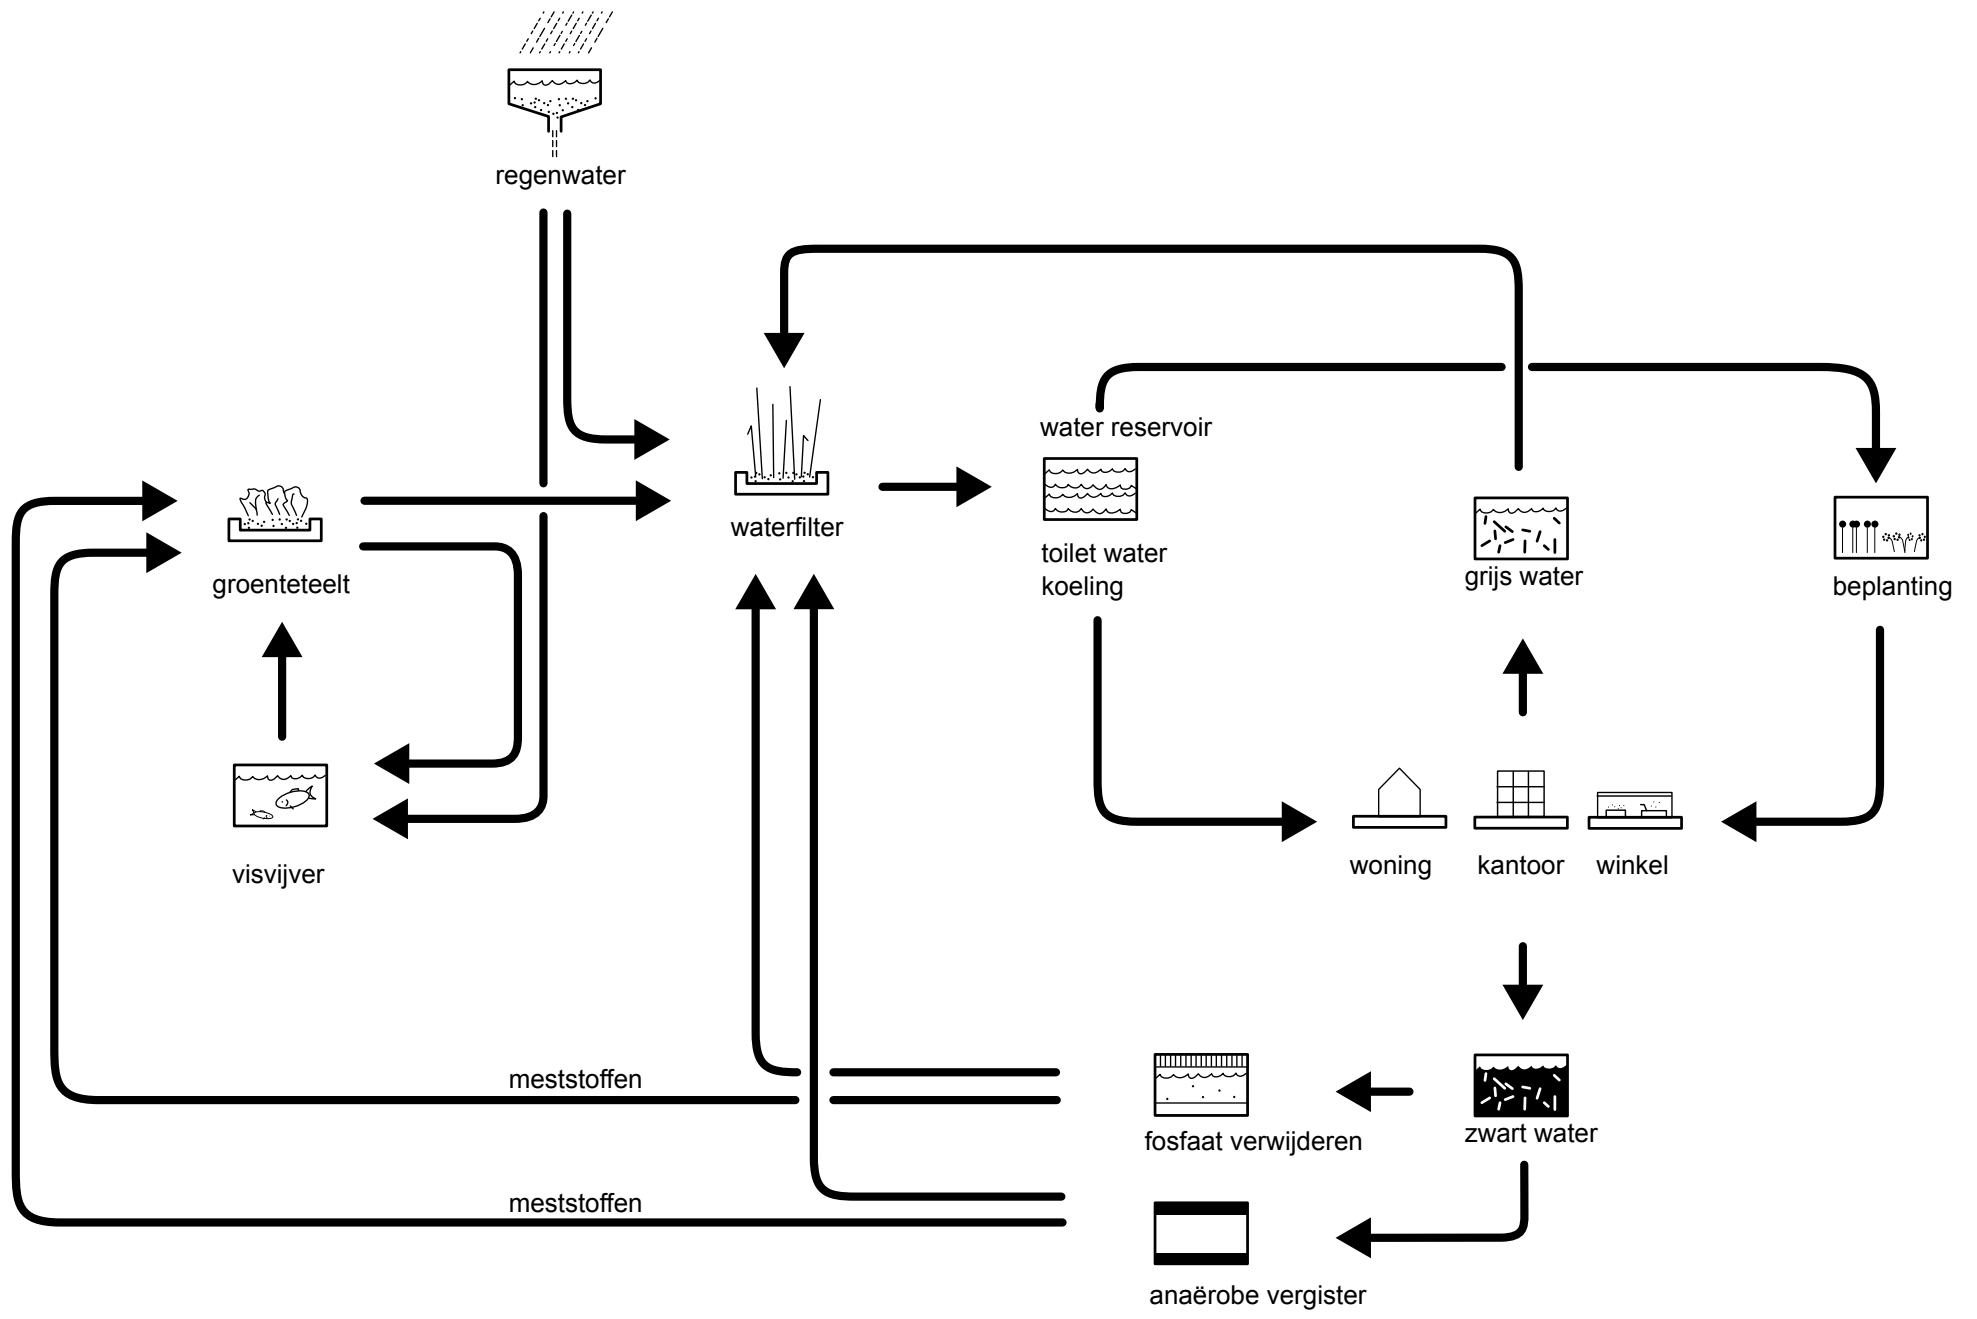 regenwater
water reservoir
waterfilter
toilet water
koeling
grijs water
beplanting
groenteteelt
visvijver
woning
kantoor
winkel
meststoffen
fosfaat verwijderen
zwart water
meststoffen
anaërobe vergister